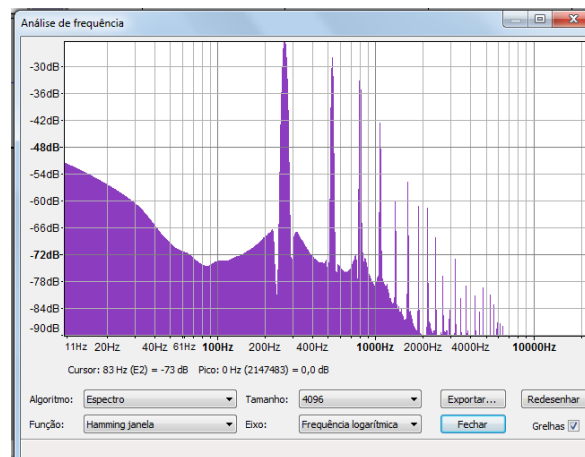 Análise de frequência
-30dB
-36dB
-42dB
-48dB
-54dB
-60dB
-66dB
-72dB
-78dB
-84dB
-90dB
11Hz 20Hz 40Hz 61Hz 100Hz 200Hz 400Hz 1000Hz 2000Hz 4000Hz 10000Hz
Cursor: 83 Hz (E2) = -73 dB Pico: 0 Hz (2147483) = 0,0 dB
Algoritmo: Espectro Tamanho: 4096 Exportar... Redesenhar
Função: Hamming janela Eixo: Frequência logarítmica Fechar Grelhas